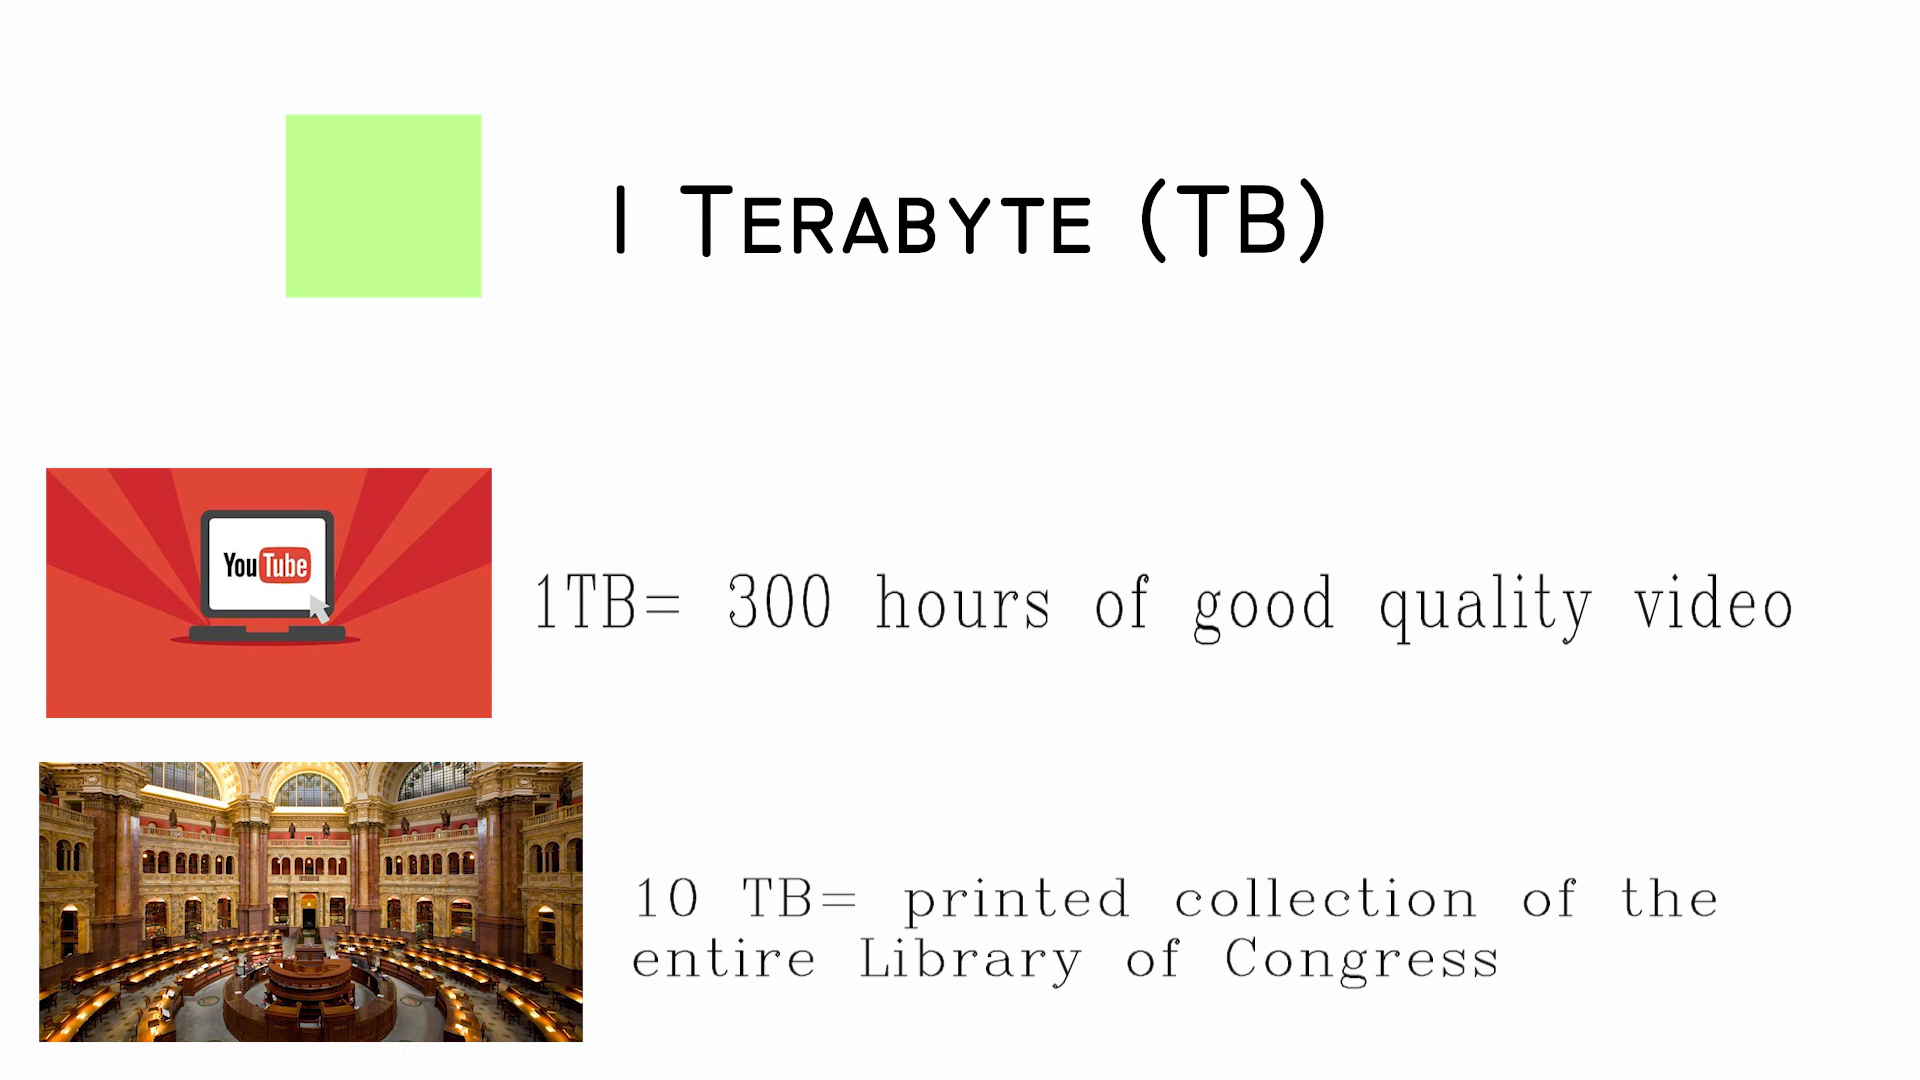 1 TERABYTE (TB)
YouTube
1TB= 300 hours of good quality video
10 TB= printed collection of the
entire Library of Congress